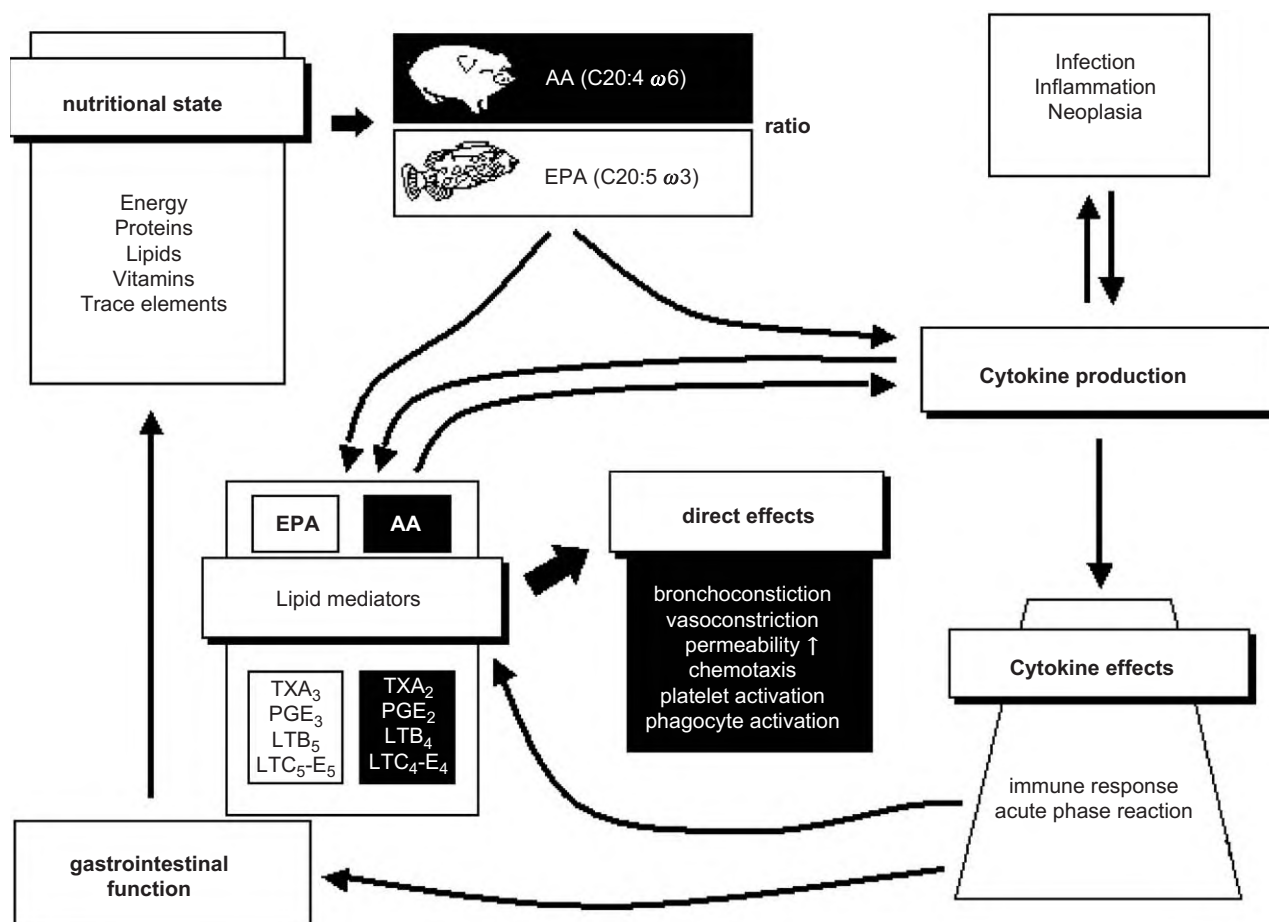 nutritional state
Energy
Proteins
Lipids
Vitamins
Trace elements
AA (C20:4 ω6)
EPA (C20:5 ω3)
ratio
Infection
Inflammation
Neoplasia
Cytokine production
EPA
AA
Lipid mediators
TXA₃
PGE₃
LTB₅
LTC₅-E₅
TXA₂
PGE₂
LTB₄
LTC₄-E₄
direct effects
bronchoconstiction
vasoconstriction
permeability ↑
chemotaxis
platelet activation
phagocyte activation
Cytokine effects
immune response
acute phase reaction
gastrointestinal
function